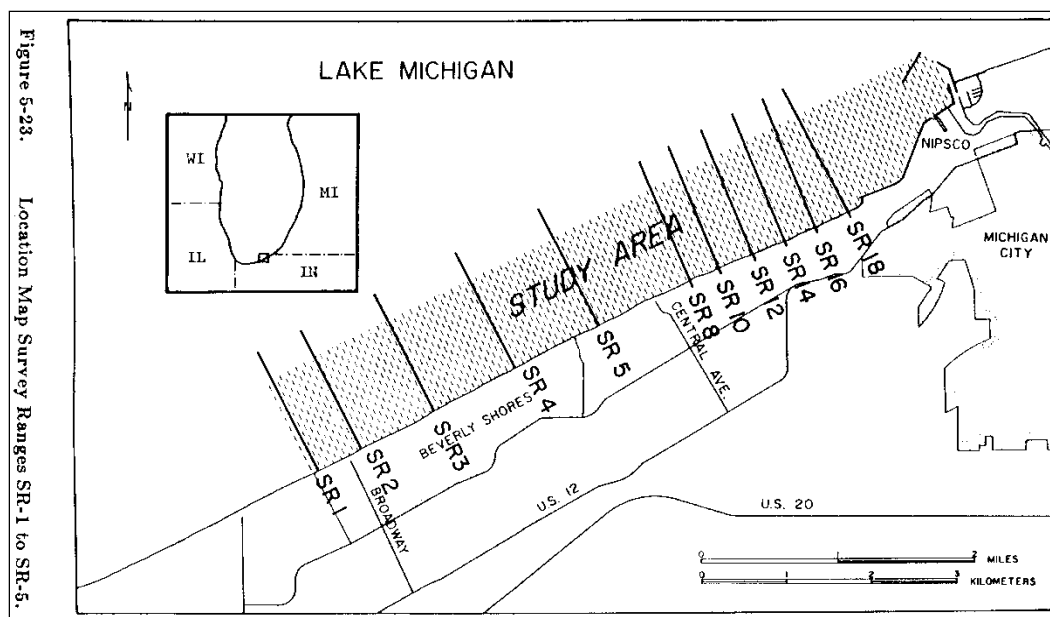 Figure 5-23. Location Map Survey Ranges SR-1 to SR-5.
LAKE MICHIGAN
N
WI
MI
IL
IN
STUDY AREA
NIPSCO
MICHIGAN
CITY
SR 1
SR 2
SR3
SR 4
SR 5
SR 8
SR 10
SR 12
SR 14
SR 16
SR 18
BROADWAY
BEVERLY SHORES
CENTRAL AVE.
U.S. 12
U.S. 20
0 1 2
MILES
0 1 2 3
KILOMETERS